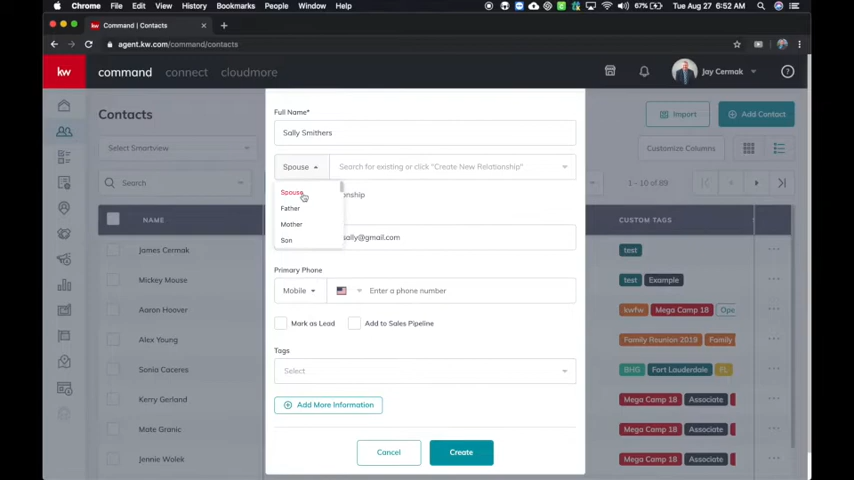 Chrome File Edit View History Bookmarks People Window Help
67% Tue Aug 27 6:52 AM
Command | Contacts
agent.kw.com/command/contacts
kw command connect cloudmore Jay Cermak
Contacts
Import
Add Contact
Select Smartview
Customize Columns
Search
1 - 10 of 89
NAME
CUSTOM TAGS
James Cermak
test
Mickey Mouse
test Example
Aaron Hoover
kwfw Mega Camp 18 Ope
Alex Young
Family Reunion 2019 Family
Sonia Caceres
BHG Fort Lauderdale FL
Kerry Gerland
Mega Camp 18 Associate
Mate Granic
Mega Camp 18 Associate
Jennie Wolek
Mega Camp 18 Associate
Full Name*
Sally Smithers
Spouse Search for existing or click "Create New Relationship"
Spouse
Father
Mother
Son
onship
sally@gmail.com
Primary Phone
Mobile Enter a phone number
Mark as Lead Add to Sales Pipeline
Tags
Select
Add More Information
Cancel Create